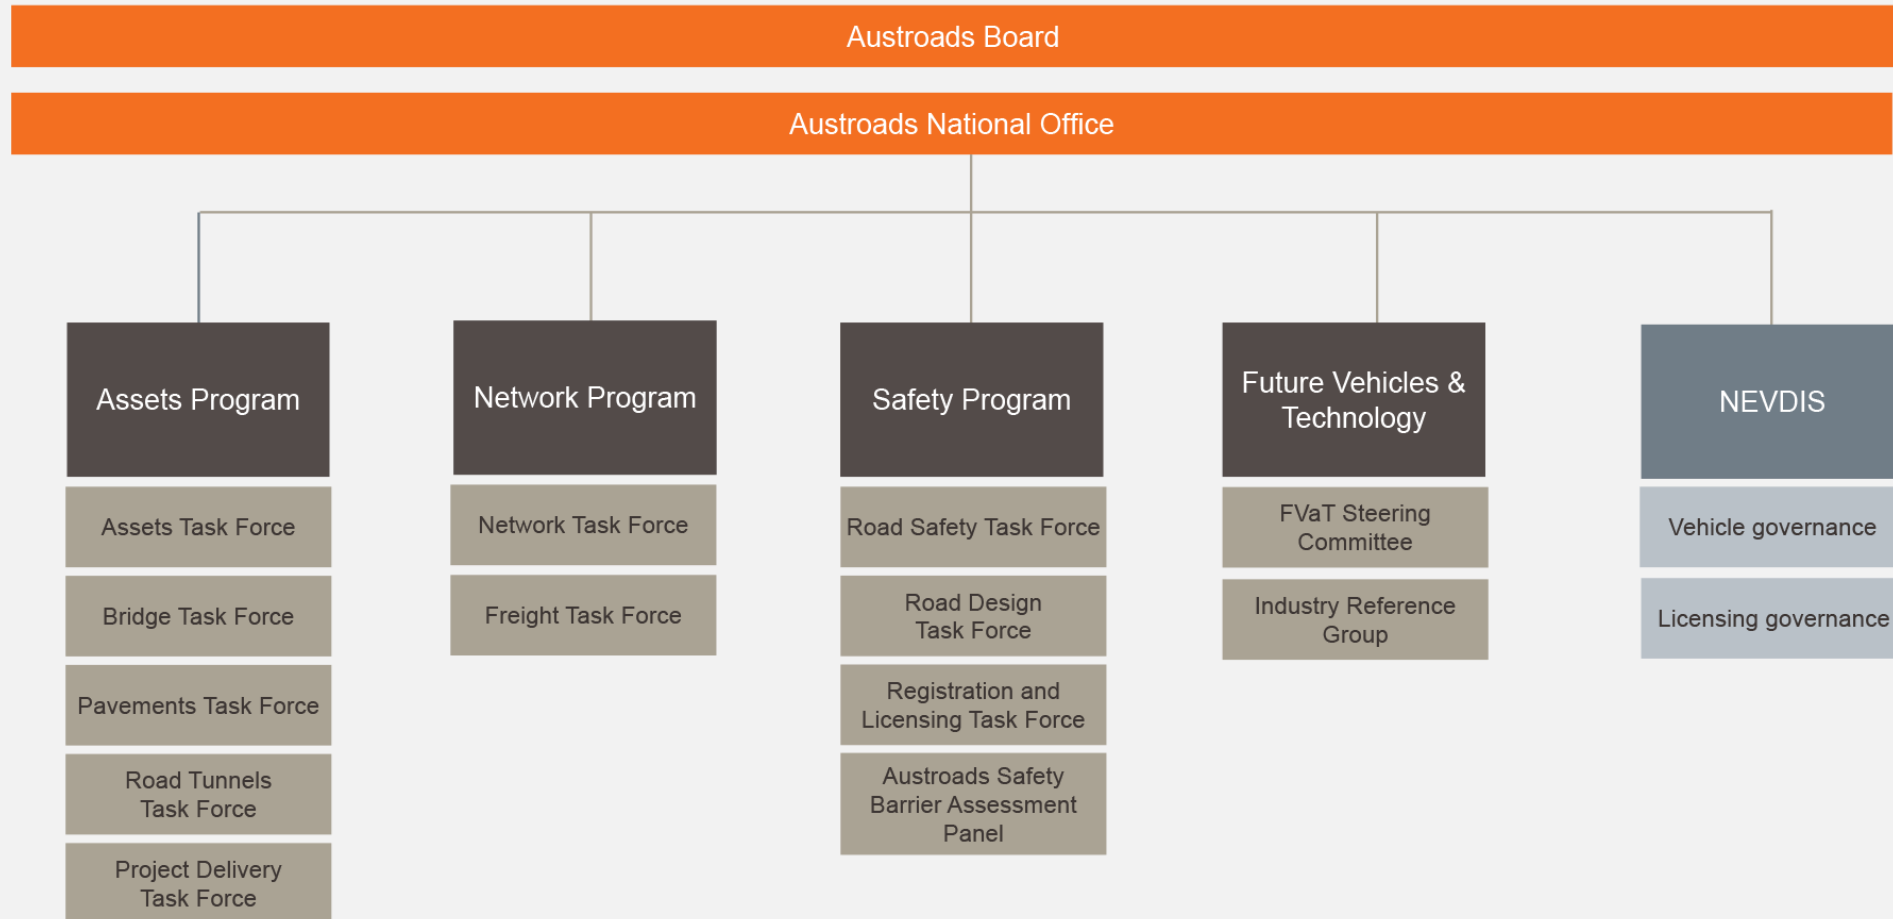 Austroads Board
Austroads National Office
Assets Program
Assets Task Force
Bridge Task Force
Pavements Task Force
Road Tunnels
Task Force
Project Delivery
Task Force
Network Program
Network Task Force
Freight Task Force
Safety Program
Road Safety Task Force
Road Design
Task Force
Registration and
Licensing Task Force
Austroads Safety
Barrier Assessment
Panel
Future Vehicles &
Technology
FVaT Steering
Committee
Industry Reference
Group
NEVDIS
Vehicle governance
Licensing governance